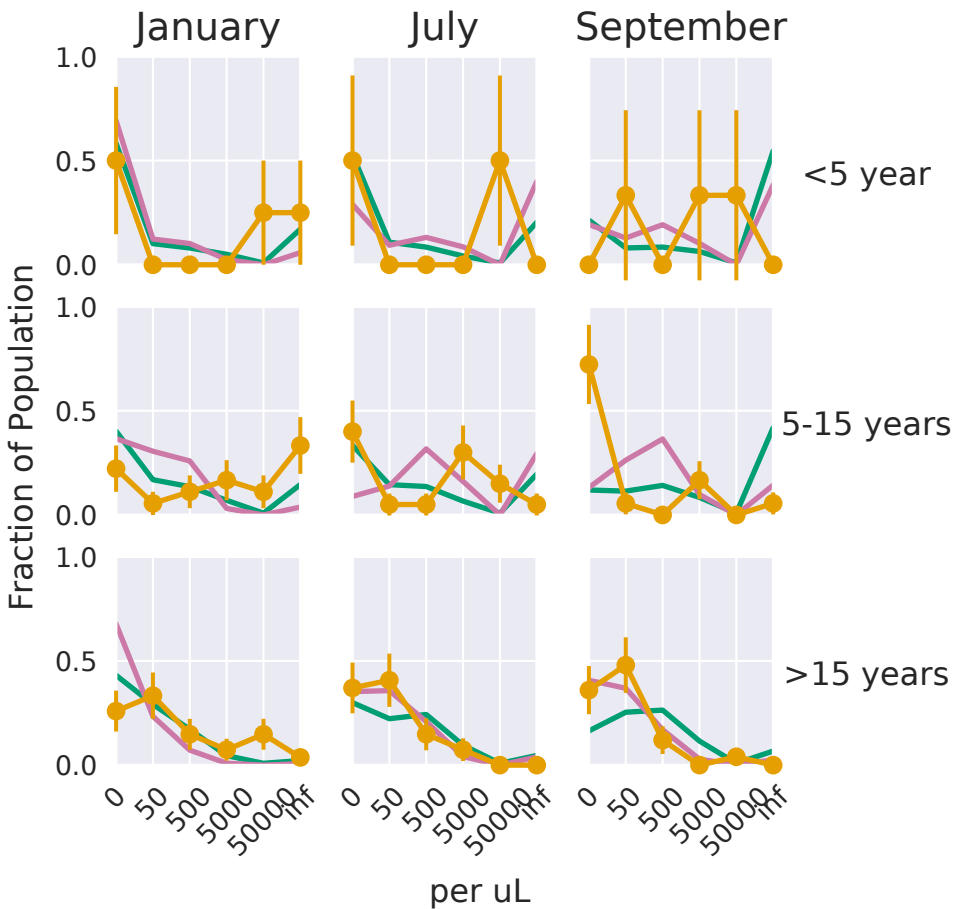 January July September
1.0
0.5
0.0
<5 year
1.0
0.5
0.0
5-15 years
1.0
0.5
0.0
>15 years
Fraction of Population
0 50 500 5000 50000 inf
0 50 500 5000 50000 inf
0 50 500 5000 50000 inf
per uL